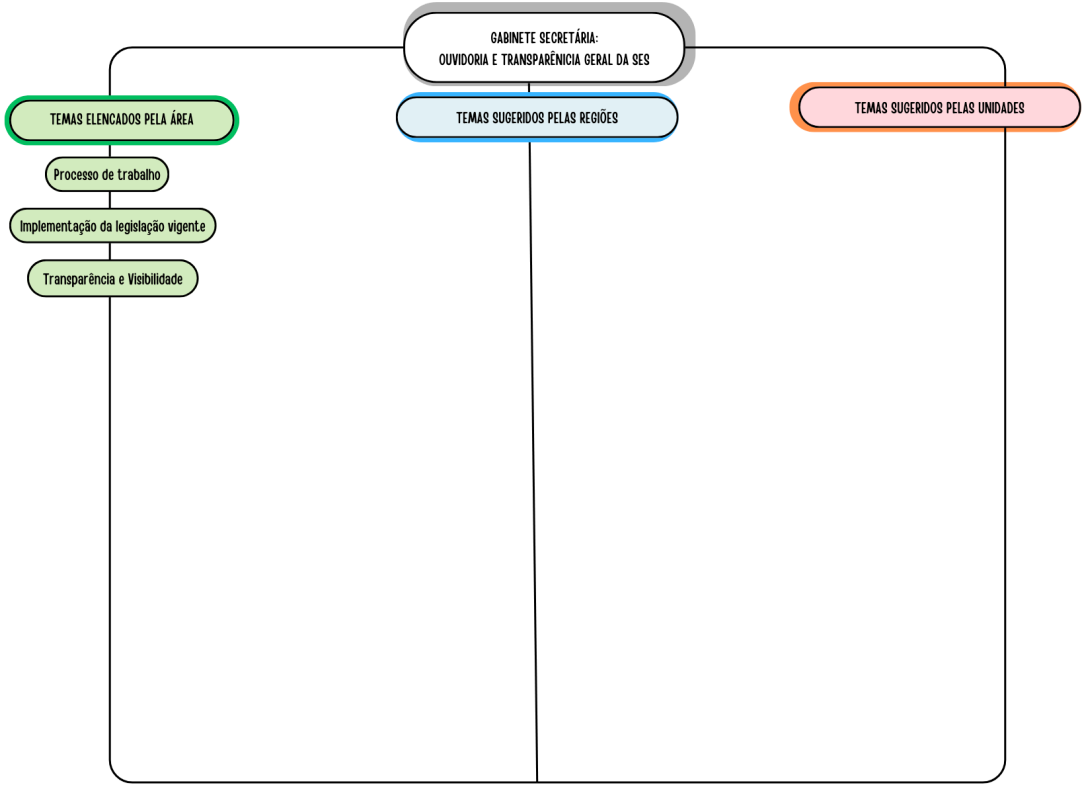 GABINETE SECRETÁRIA:
OUVIDORIA E TRANSPARÊNICIA GERAL DA SES
TEMAS ELENCADOS PELA ÁREA
TEMAS SUGERIDOS PELAS REGIÕES
TEMAS SUGERIDOS PELAS UNIDADES
Processo de trabalho
Implementação da legislação vigente
Transparência e Visibilidade